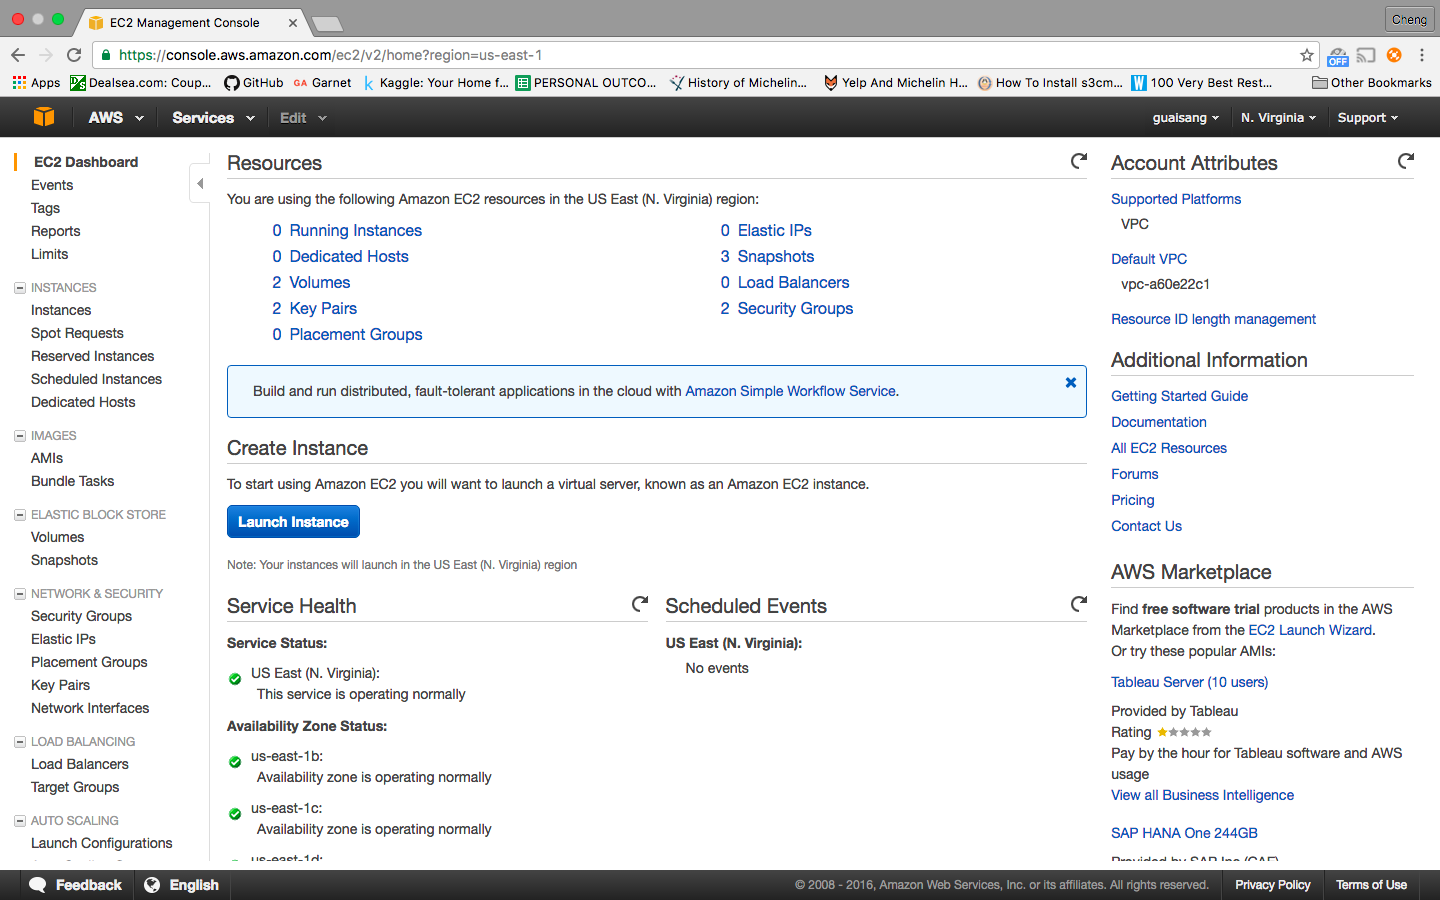 EC2 Management Console
Cheng
https://console.aws.amazon.com/ec2/v2/home?region=us-east-1
OFF
Apps
Dealsea.com: Coup...
GitHub
GA Garnet
Kaggle: Your Home f...
PERSONAL OUTCO...
History of Michelin...
Yelp And Michelin H...
How To Install s3cm...
100 Very Best Rest...
Other Bookmarks
AWS
Services
Edit
guaisang
N. Virginia
Support
EC2 Dashboard
Events
Tags
Reports
Limits
INSTANCES
Instances
Spot Requests
Reserved Instances
Scheduled Instances
Dedicated Hosts
IMAGES
AMIs
Bundle Tasks
ELASTIC BLOCK STORE
Volumes
Snapshots
NETWORK & SECURITY
Security Groups
Elastic IPs
Placement Groups
Key Pairs
Network Interfaces
LOAD BALANCING
Load Balancers
Target Groups
AUTO SCALING
Launch Configurations
Resources
You are using the following Amazon EC2 resources in the US East (N. Virginia) region:
0 Running Instances
0 Elastic IPs
0 Dedicated Hosts
3 Snapshots
2 Volumes
0 Load Balancers
2 Key Pairs
2 Security Groups
0 Placement Groups
Build and run distributed, fault-tolerant applications in the cloud with Amazon Simple Workflow Service.
Create Instance
To start using Amazon EC2 you will want to launch a virtual server, known as an Amazon EC2 instance.
Launch Instance
Note: Your instances will launch in the US East (N. Virginia) region
Service Health
Service Status:
US East (N. Virginia):
This service is operating normally
Availability Zone Status:
us-east-1b:
Availability zone is operating normally
us-east-1c:
Availability zone is operating normally
us-east-1d:
Scheduled Events
US East (N. Virginia):
No events
Account Attributes
Supported Platforms
VPC
Default VPC
vpc-a60e22c1
Resource ID length management
Additional Information
Getting Started Guide
Documentation
All EC2 Resources
Forums
Pricing
Contact Us
AWS Marketplace
Find free software trial products in the AWS
Marketplace from the EC2 Launch Wizard.
Or try these popular AMIs:
Tableau Server (10 users)
Provided by Tableau
Rating
Pay by the hour for Tableau software and AWS
usage
View all Business Intelligence
SAP HANA One 244GB
Feedback
English
© 2008 - 2016, Amazon Web Services, Inc. or its affiliates. All rights reserved.
Privacy Policy
Terms of Use